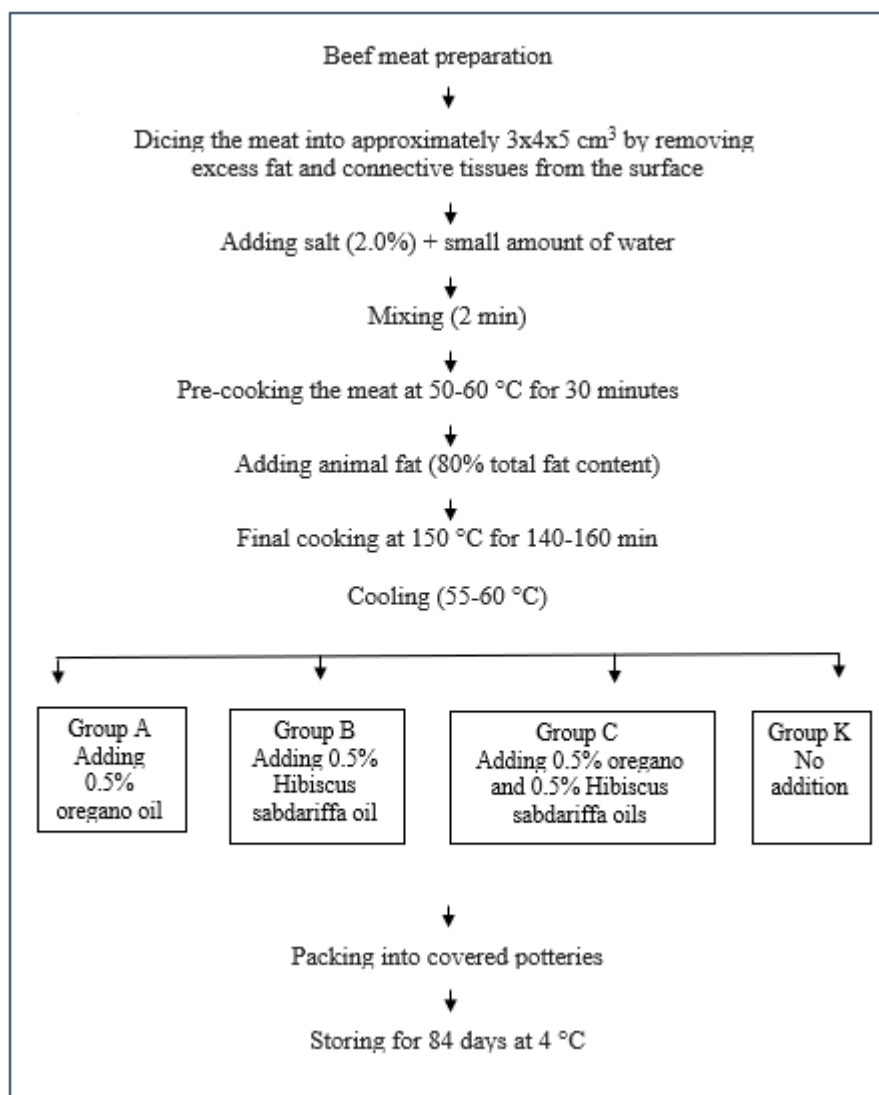 Beef meat preparation
Dicing the meat into approximately 3x4x5 cm³ by removing
excess fat and connective tissues from the surface
Adding salt (2.0%) + small amount of water
Mixing (2 min)
Pre-cooking the meat at 50-60 °C for 30 minutes
Adding animal fat (80% total fat content)
Final cooking at 150 °C for 140-160 min
Cooling (55-60 °C)
Group A
Adding
0.5%
oregano oil
Group B
Adding 0.5%
Hibiscus
sabdariffa oil
Group C
Adding 0.5% oregano
and 0.5% Hibiscus
sabdariffa oils
Group K
No
addition
Packing into covered potteries
Storing for 84 days at 4 °C